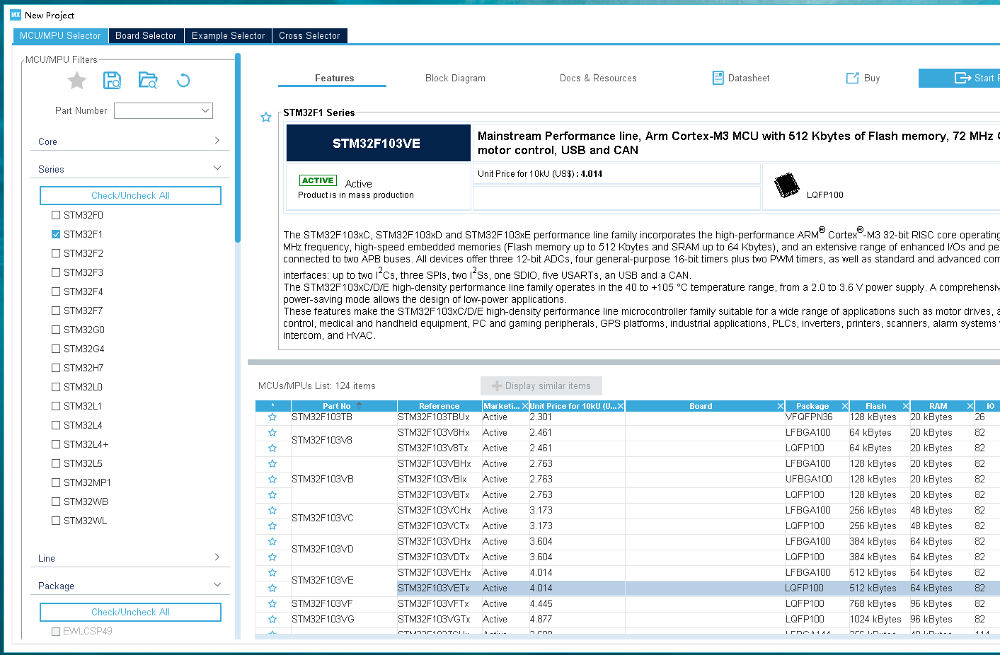 MX New Project
MCU/MPU Selector Board Selector Example Selector Cross Selector
MCU/MPU Filters
Part Number
Core
Series
Check/Uncheck All
STM32F0
STM32F1
STM32F2
STM32F3
STM32F4
STM32F7
STM32G0
STM32G4
STM32H7
STM32L0
STM32L1
STM32L4
STM32L4+
STM32L5
STM32MP1
STM32WB
STM32WL
Line
Package
Check/Uncheck All
EWLCSP49
Features Block Diagram Docs & Resources Datasheet Buy Start
STM32F1 Series
STM32F103VE
Mainstream Performance line, Arm Cortex-M3 MCU with 512 Kbytes of Flash memory, 72 MHz
motor control, USB and CAN
ACTIVE Active
Product is in mass production
Unit Price for 10kU (US$) : 4.014
LQFP100
The STM32F103xC, STM32F103xD and STM32F103xE performance line family incorporates the high-performance ARM® Cortex®-M3 32-bit RISC core operating
MHz frequency, high-speed embedded memories (Flash memory up to 512 Kbytes and SRAM up to 64 Kbytes), and an extensive range of enhanced I/Os and
connected to two APB buses. All devices offer three 12-bit ADCs, four general-purpose 16-bit timers plus two PWM timers, as well as standard and advanced
interfaces: up to two I2Cs, three SPIs, two I2Ss, one SDIO, five USARTs, an USB and a CAN.
The STM32F103xC/D/E high-density performance line family operates in the 40 to +105 °C temperature range, from a 2.0 to 3.6 V power supply. A
power-saving mode allows the design of low-power applications.
These features make the STM32F103xC/D/E high-density performance line microcontroller family suitable for a wide range of applications such as motor drives,
control, medical and handheld equipment, PC and gaming peripherals, GPS platforms, industrial applications, PLCs, inverters, printers, scanners, alarm systems
intercom, and HVAC.
MCUs/MPUs List: 124 items Display similar items
* Part No Reference Marketi... Unit Price for 10kU (U... Board Package Flash RAM IO
STM32F103TB STM32F103TBUx Active 2.301 VFQFPN36 128 kBytes 20 kBytes 26
STM32F103V8 STM32F103V8Hx Active 2.461 LFBGA100 64 kBytes 20 kBytes 82
STM32F103V8Tx Active 2.461 LQFP100 64 kBytes 20 kBytes 82
STM32F103VB STM32F103VBHx Active 2.763 LFBGA100 128 kBytes 20 kBytes 82
STM32F103VBIx Active 2.763 UFBGA100 128 kBytes 20 kBytes 82
STM32F103VBTx Active 2.763 LQFP100 128 kBytes 20 kBytes 82
STM32F103VC STM32F103VCHx Active 3.173 LFBGA100 256 kBytes 48 kBytes 82
STM32F103VCTx Active 3.173 LQFP100 256 kBytes 48 kBytes 82
STM32F103VD STM32F103VDHx Active 3.604 LFBGA100 384 kBytes 64 kBytes 82
STM32F103VDTx Active 3.604 LQFP100 384 kBytes 64 kBytes 82
STM32F103VE STM32F103VEHx Active 4.014 LFBGA100 512 kBytes 64 kBytes 82
STM32F103VETx Active 4.014 LQFP100 512 kBytes 64 kBytes 82
STM32F103VF STM32F103VFTx Active 4.445 LQFP100 768 kBytes 96 kBytes 82
STM32F103VG STM32F103VGTx Active 4.877 LQFP100 1024 kBytes 96 kBytes 82